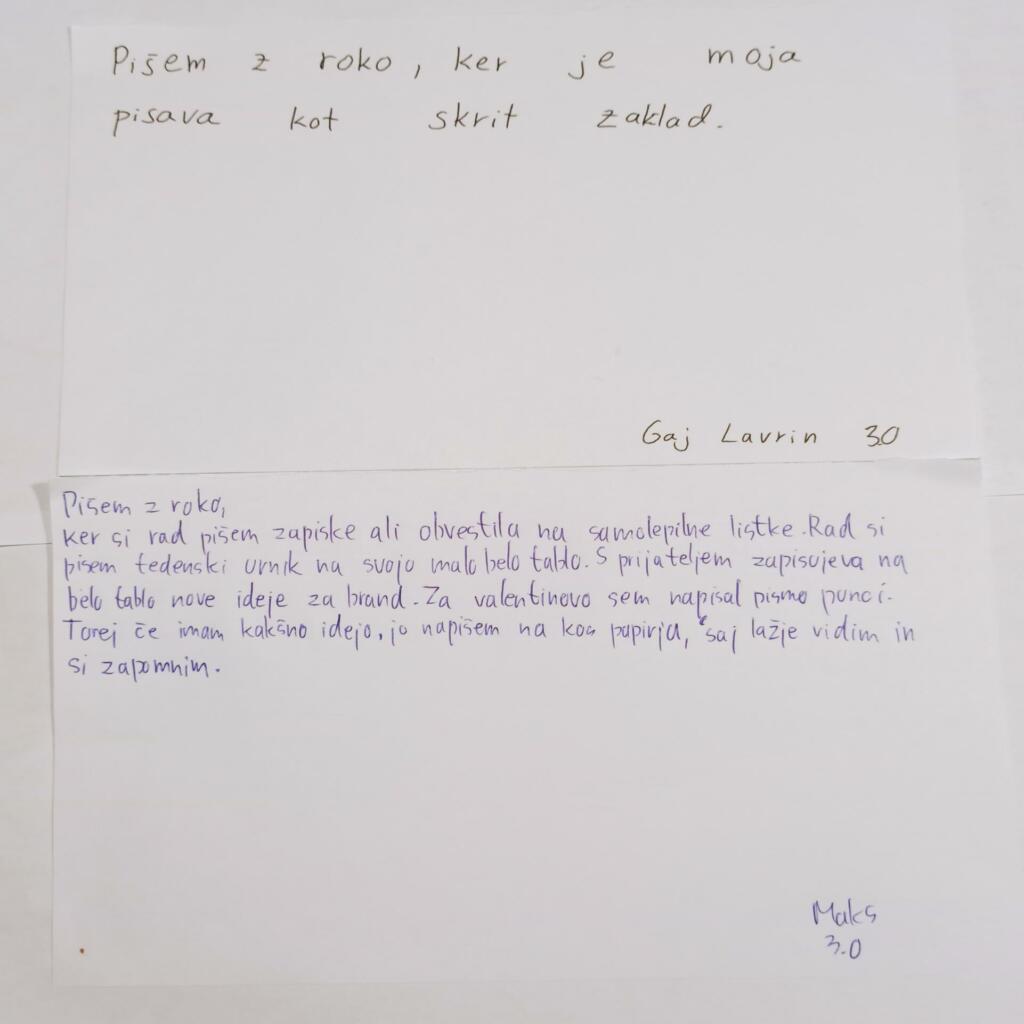 Pišem z roko, ker je moja
pisava kot skrit zaklad.
Gaj Lavrin 3.O
Pišem z roko,
ker si rad pišem zapiske ali obvestila na samolepilne listke. Rad si
pišem tedenski urnik na svojo malo belo tablo. S prijateljem zapisujeva na
belo tablo nove ideje za brand. Za valentinovo sem napisal pismo punci.
Torej če imam kakšno idejo, jo napišem na kos papirja, saj lažje vidim in
si zapomnim.
Maks
3.O